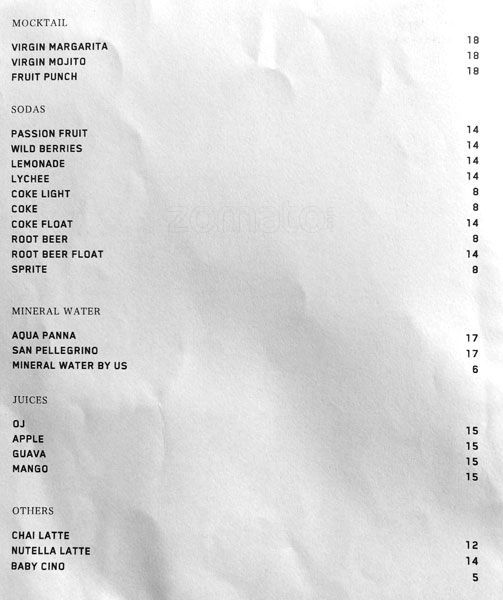 MOCKTAIL
VIRGIN MARGARITA 18
VIRGIN MOJITO 18
FRUIT PUNCH 18
SODAS
PASSION FRUIT 14
WILD BERRIES 14
LEMONADE 14
LYCHEE 14
COKE LIGHT 8
COKE 8
COKE FLOAT 14
zomato
ROOT BEER 8
ROOT BEER FLOAT 14
SPRITE 8
MINERAL WATER
AQUA PANNA 17
SAN PELLEGRINO 17
MINERAL WATER BY US 6
JUICES
OJ 15
APPLE 15
GUAVA 15
MANGO 15
OTHERS
CHAI LATTE 12
NUTELLA LATTE 14
BABY CINO 5